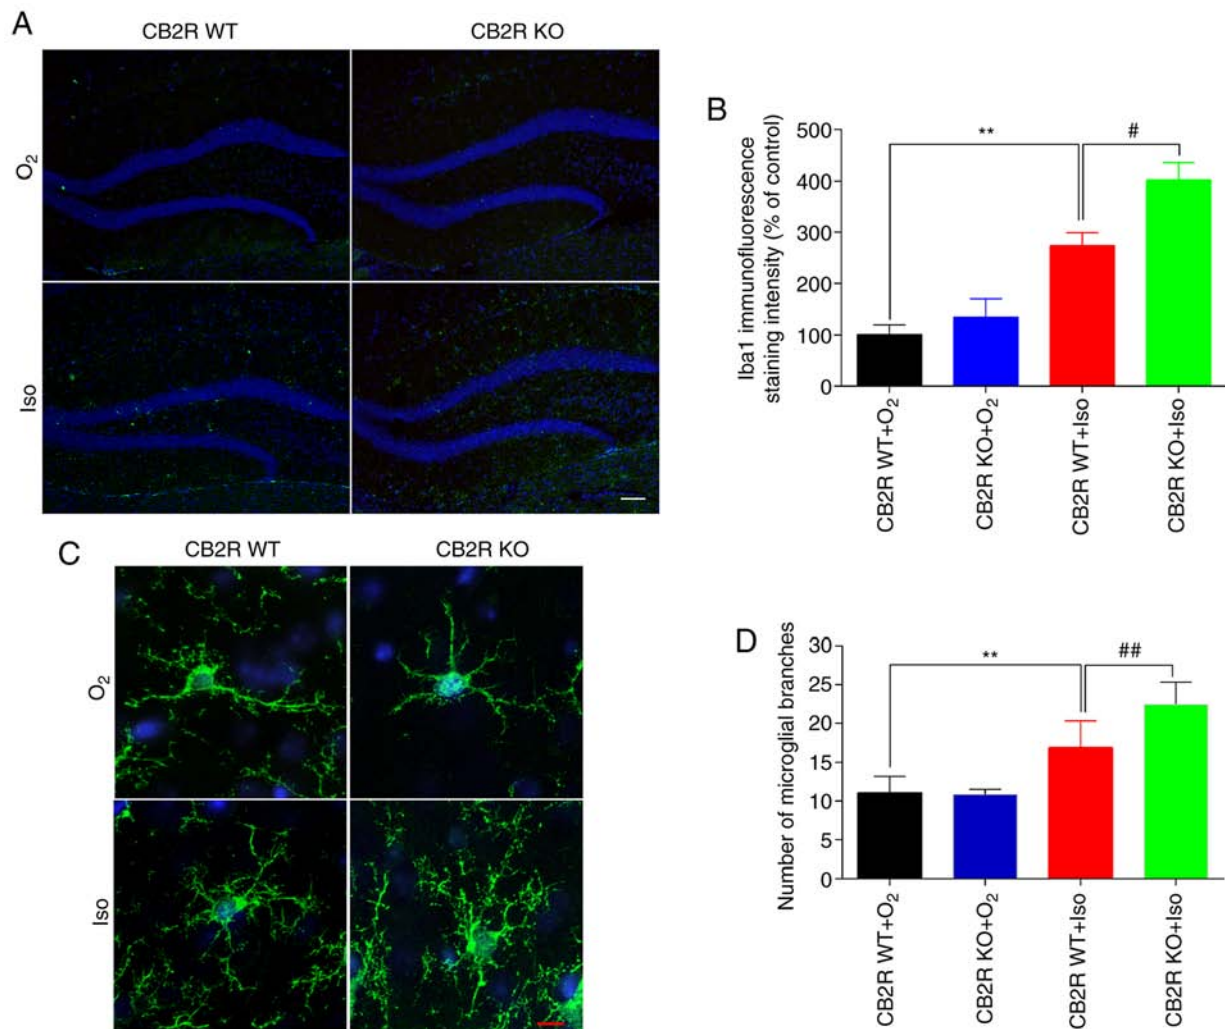 A
CB2R WT
CB2R KO
O₂
Iso
B
Iba1 immunofluorescence
staining intensity (% of control)
500
400
300
200
100
0
**
#
CB2R WT+O₂
CB2R KO+O₂
CB2R WT+Iso
CB2R KO+Iso
C
CB2R WT
CB2R KO
O₂
Iso
D
Number of microglial branches
30
25
20
15
10
5
0
**
##
CB2R WT+O₂
CB2R KO+O₂
CB2R WT+Iso
CB2R KO+Iso